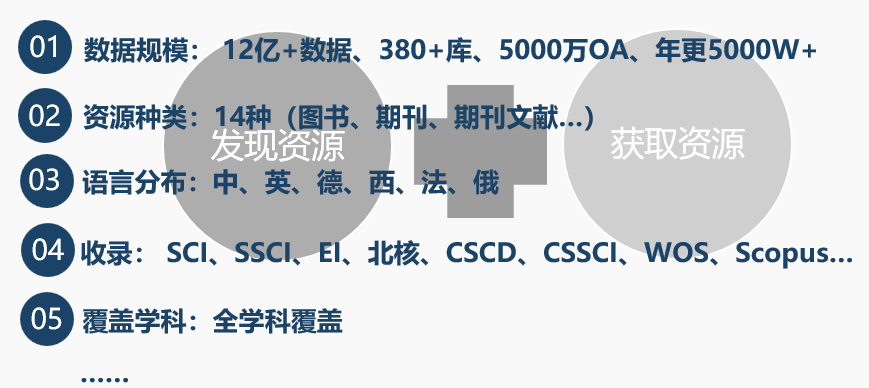 01 数据规模： 12亿+数据、380+库、5000万OA、年更5000W+
02 资源种类：14种（图书、期刊、期刊文献...）
发现资源
获取资源
03 语言分布：中、英、德、西、法、俄
04 收录： SCI、SSCI、EI、北核、CSCD、CSSCI、WOS、Scopus...
05 覆盖学科：全学科覆盖
......